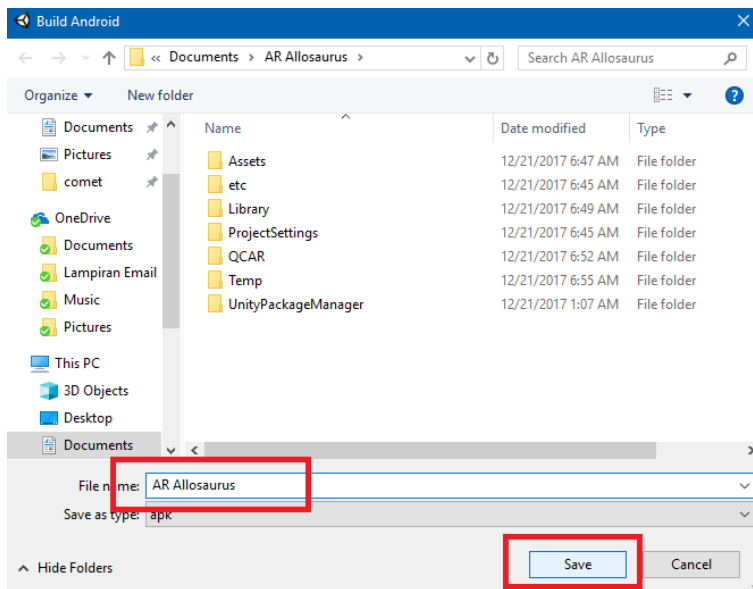 Build Android
« Documents > AR Allosaurus >
Search AR Allosaurus
Organize
New folder
Documents
Pictures
comet
OneDrive
Documents
Lampiran Email
Music
Pictures
This PC
3D Objects
Desktop
Documents
Name Date modified Type
Assets 12/21/2017 6:47 AM File folder
etc 12/21/2017 6:45 AM File folder
Library 12/21/2017 6:49 AM File folder
ProjectSettings 12/21/2017 6:45 AM File folder
QCAR 12/21/2017 6:52 AM File folder
Temp 12/21/2017 6:55 AM File folder
UnityPackageManager 12/21/2017 1:07 AM File folder
File name: AR Allosaurus
Save as type: apk
Hide Folders
Save
Cancel